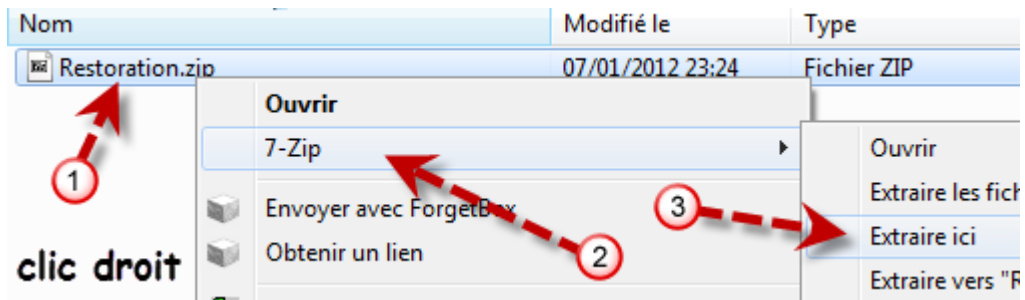 Nom Modifié le Type
Restoration.zip 07/01/2012 23:24 Fichier ZIP
Ouvrir
7-Zip Ouvrir
1
Extraire les fich
Envoyer avec ForgetBox 3
Extraire ici
Obtenir un lien 2
clic droit
Extraire vers "R